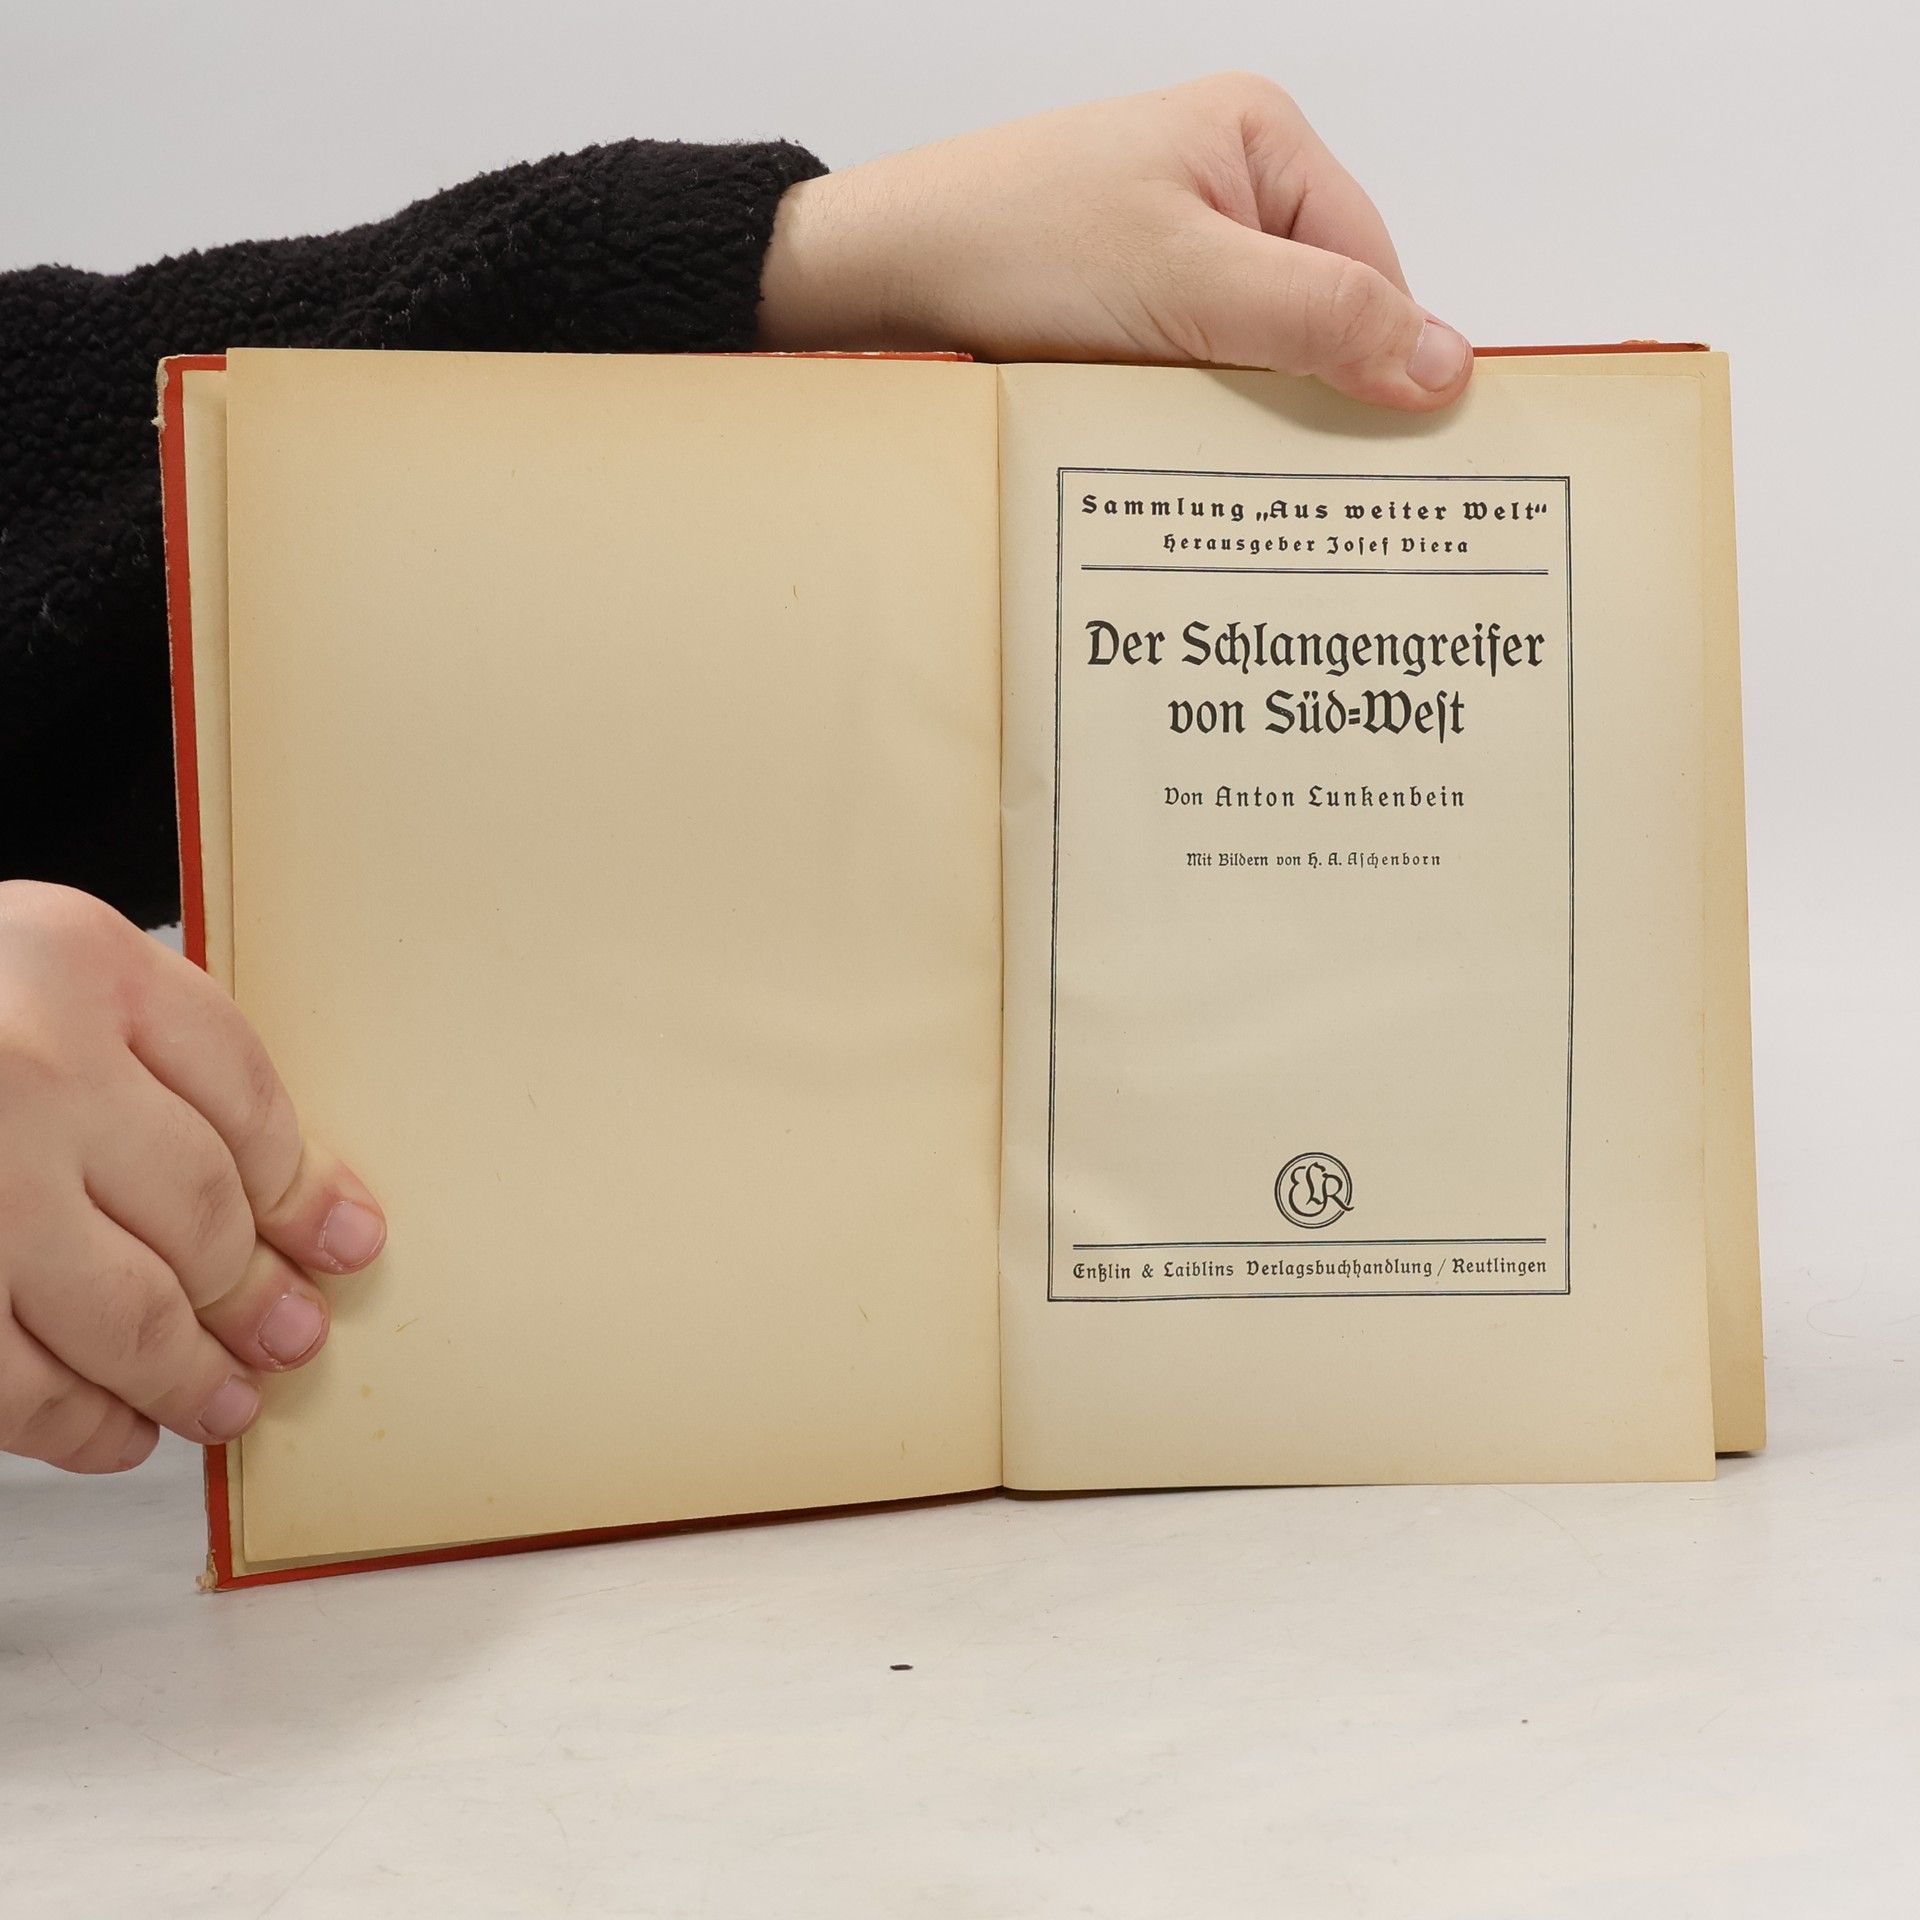 Sammlung „Aus weiter Welt“
Herausgeber Josef Viera
Der Schlangengreifer
von Süd-West
Von Anton Lunkenbein
Mit Bildern von H. A. Aschenborn
ELR
Enßlin & Laiblins Verlagsbuchhandlung / Reutlingen